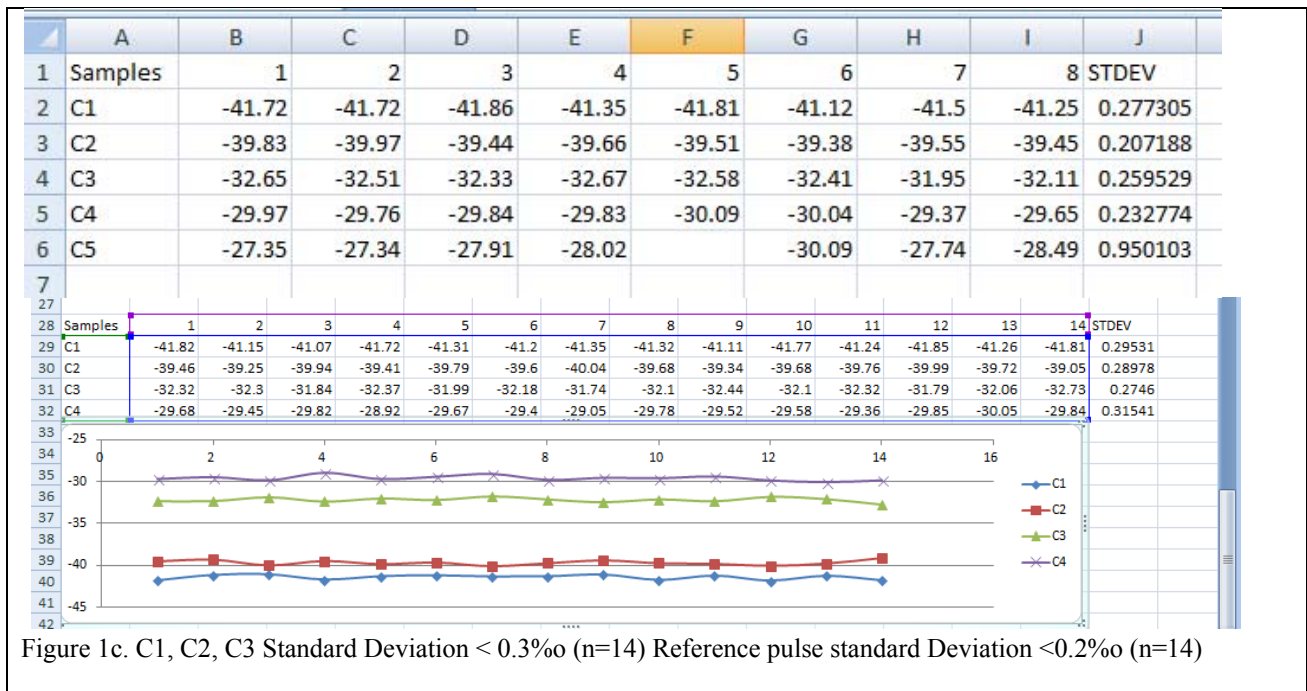 A B C D E F G H I J
1 Samples 1 2 3 4 5 6 7 8 STDEV
2 C1 -41.72 -41.72 -41.86 -41.35 -41.81 -41.12 -41.5 -41.25 0.277305
3 C2 -39.83 -39.97 -39.44 -39.66 -39.51 -39.38 -39.55 -39.45 0.207188
4 C3 -32.65 -32.51 -32.33 -32.67 -32.58 -32.41 -31.95 -32.11 0.259529
5 C4 -29.97 -29.76 -29.84 -29.83 -30.09 -30.04 -29.37 -29.65 0.232774
6 C5 -27.35 -27.34 -27.91 -28.02 -30.09 -27.74 -28.49 0.950103
7
27
28 Samples 1 2 3 4 5 6 7 8 9 10 11 12 13 14 STDEV
29 C1 -41.82 -41.15 -41.07 -41.72 -41.31 -41.2 -41.35 -41.32 -41.11 -41.77 -41.24 -41.85 -41.26 -41.81 0.29531
30 C2 -39.46 -39.25 -39.94 -39.41 -39.79 -39.6 -40.04 -39.68 -39.34 -39.68 -39.76 -39.99 -39.72 -39.05 0.28978
31 C3 -32.32 -32.3 -31.84 -32.37 -31.99 -32.18 -31.74 -32.1 -32.44 -32.1 -32.32 -31.79 -32.06 -32.73 0.2746
32 C4 -29.68 -29.45 -29.82 -28.92 -29.67 -29.4 -29.05 -29.78 -29.52 -29.58 -29.36 -29.85 -30.05 -29.84 0.31541
33 -25
34 0 2 4 6 8 10 12 14 16
35 -30 C1
36 C2
37 -35
38 C3
39 -40 C4
40
41 -45
42
Figure 1c. C1, C2, C3 Standard Deviation < 0.3%o (n=14) Reference pulse standard Deviation <0.2%o (n=14)